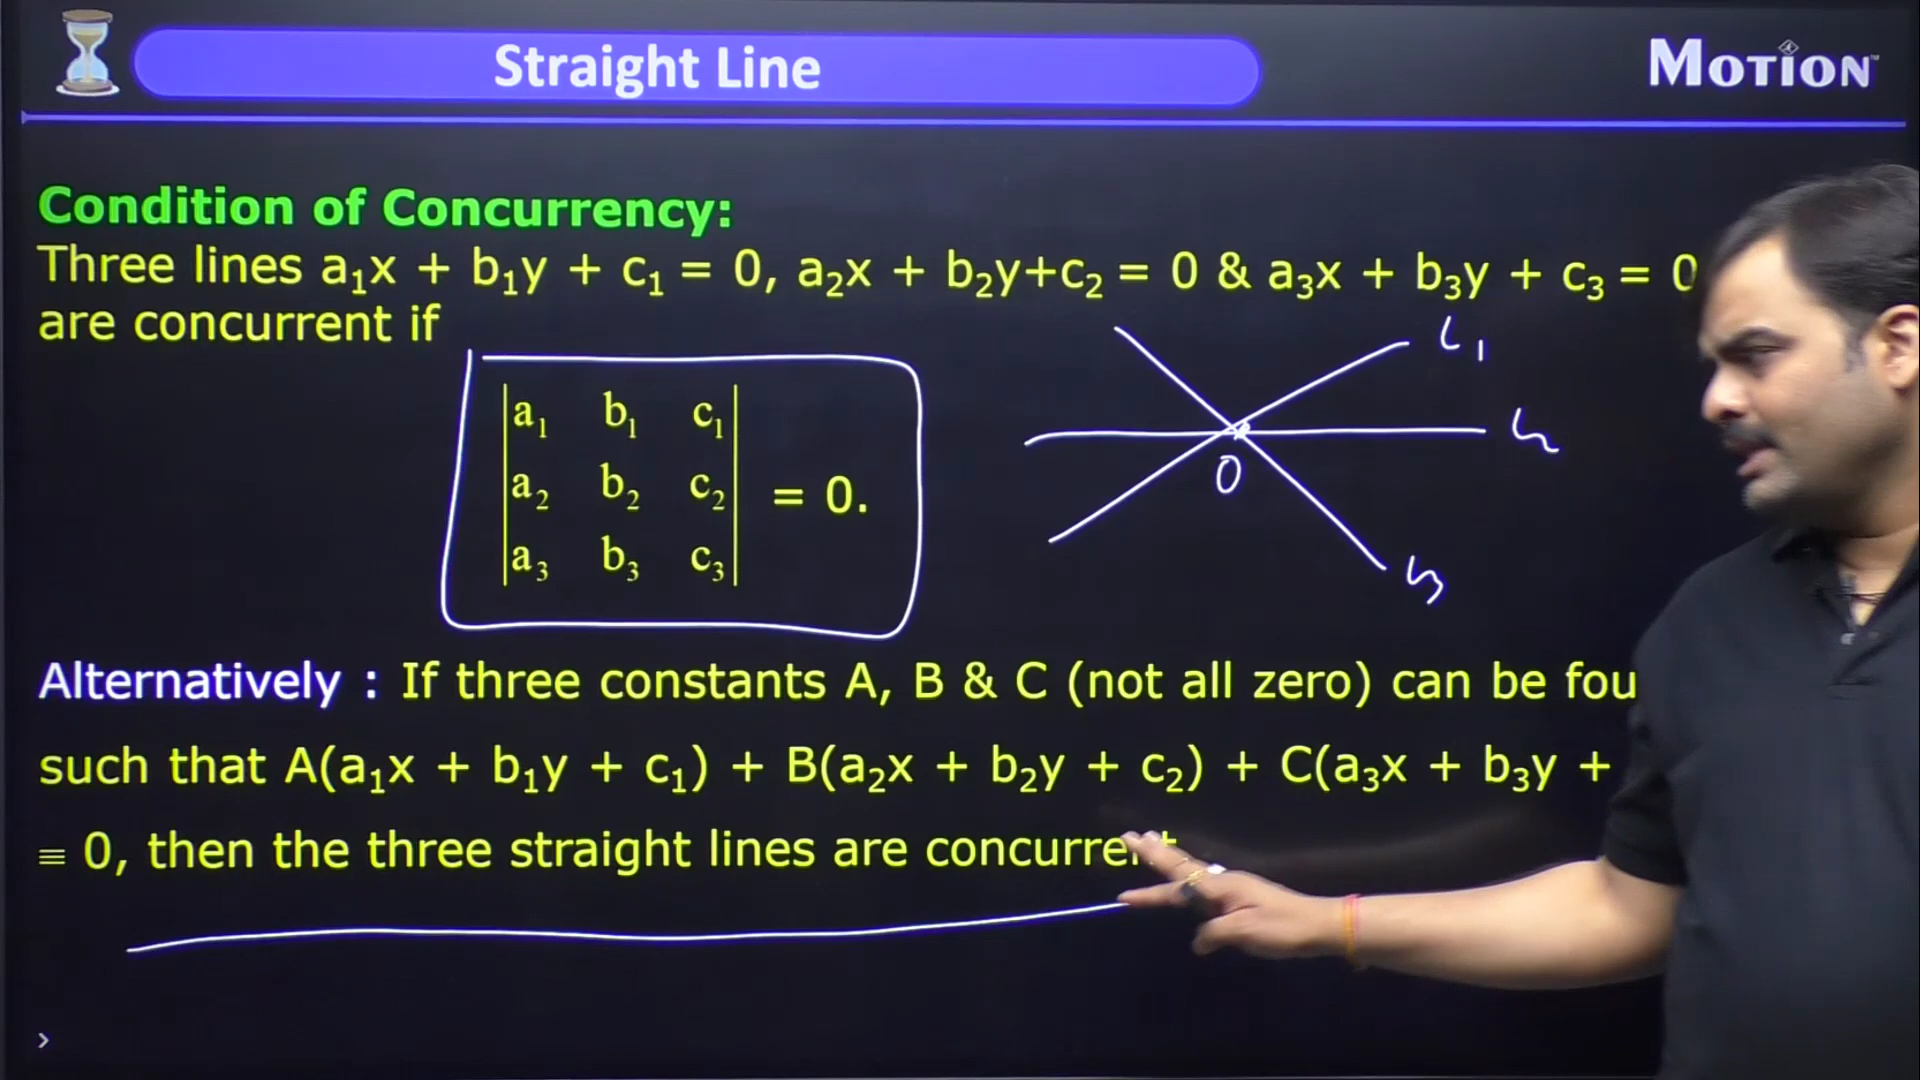 Straight Line
MOTION
Condition of Concurrency:
Three lines a₁x + b₁y + c₁ = 0, a₂x + b₂y+c₂ = 0 & a₃x + b₃y + c₃ = 0
are concurrent if
a₁ b₁ c₁
a₂ b₂ c₂ = 0.
a₃ b₃ c₃
L₁
L₂
O
L₃
Alternatively : If three constants A, B & C (not all zero) can be fou
such that A(a₁x + b₁y + c₁) + B(a₂x + b₂y + c₂) + C(a₃x + b₃y +
≡ 0, then the three straight lines are concurrent